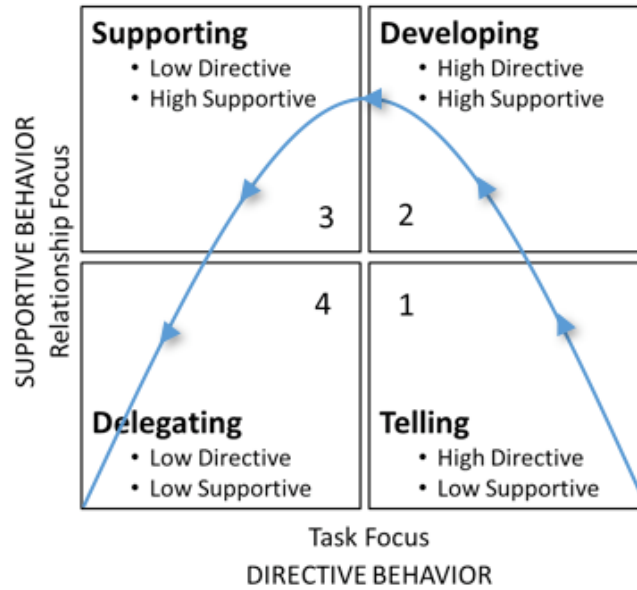 Supporting
• Low Directive
• High Supportive
3
Developing
• High Directive
• High Supportive
2
SUPPORTIVE BEHAVIOR
Relationship Focus
4
Delegating
• Low Directive
• Low Supportive
1
Telling
• High Directive
• Low Supportive
Task Focus
DIRECTIVE BEHAVIOR